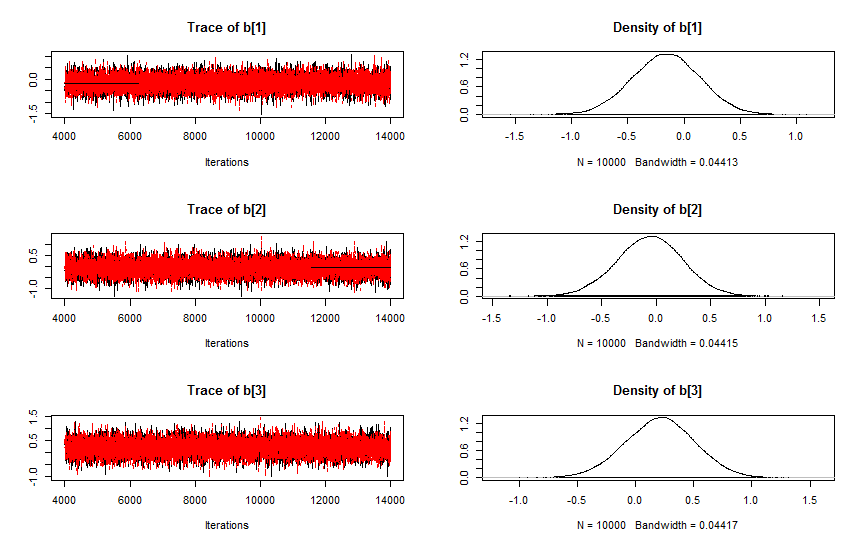 Trace of b[1]
0.0
-1.5
4000 6000 8000 10000 12000 14000
Iterations
Density of b[1]
1.2
0.6
0.0
-1.5 -1.0 -0.5 0.0 0.5 1.0
N = 10000 Bandwidth = 0.04413
Trace of b[2]
0.5
-1.0
4000 6000 8000 10000 12000 14000
Iterations
Density of b[2]
1.2
0.6
0.0
-1.5 -1.0 -0.5 0.0 0.5 1.0 1.5
N = 10000 Bandwidth = 0.04415
Trace of b[3]
1.5
0.5
-1.0
4000 6000 8000 10000 12000 14000
Iterations
Density of b[3]
1.2
0.6
0.0
-1.0 -0.5 0.0 0.5 1.0 1.5
N = 10000 Bandwidth = 0.04417